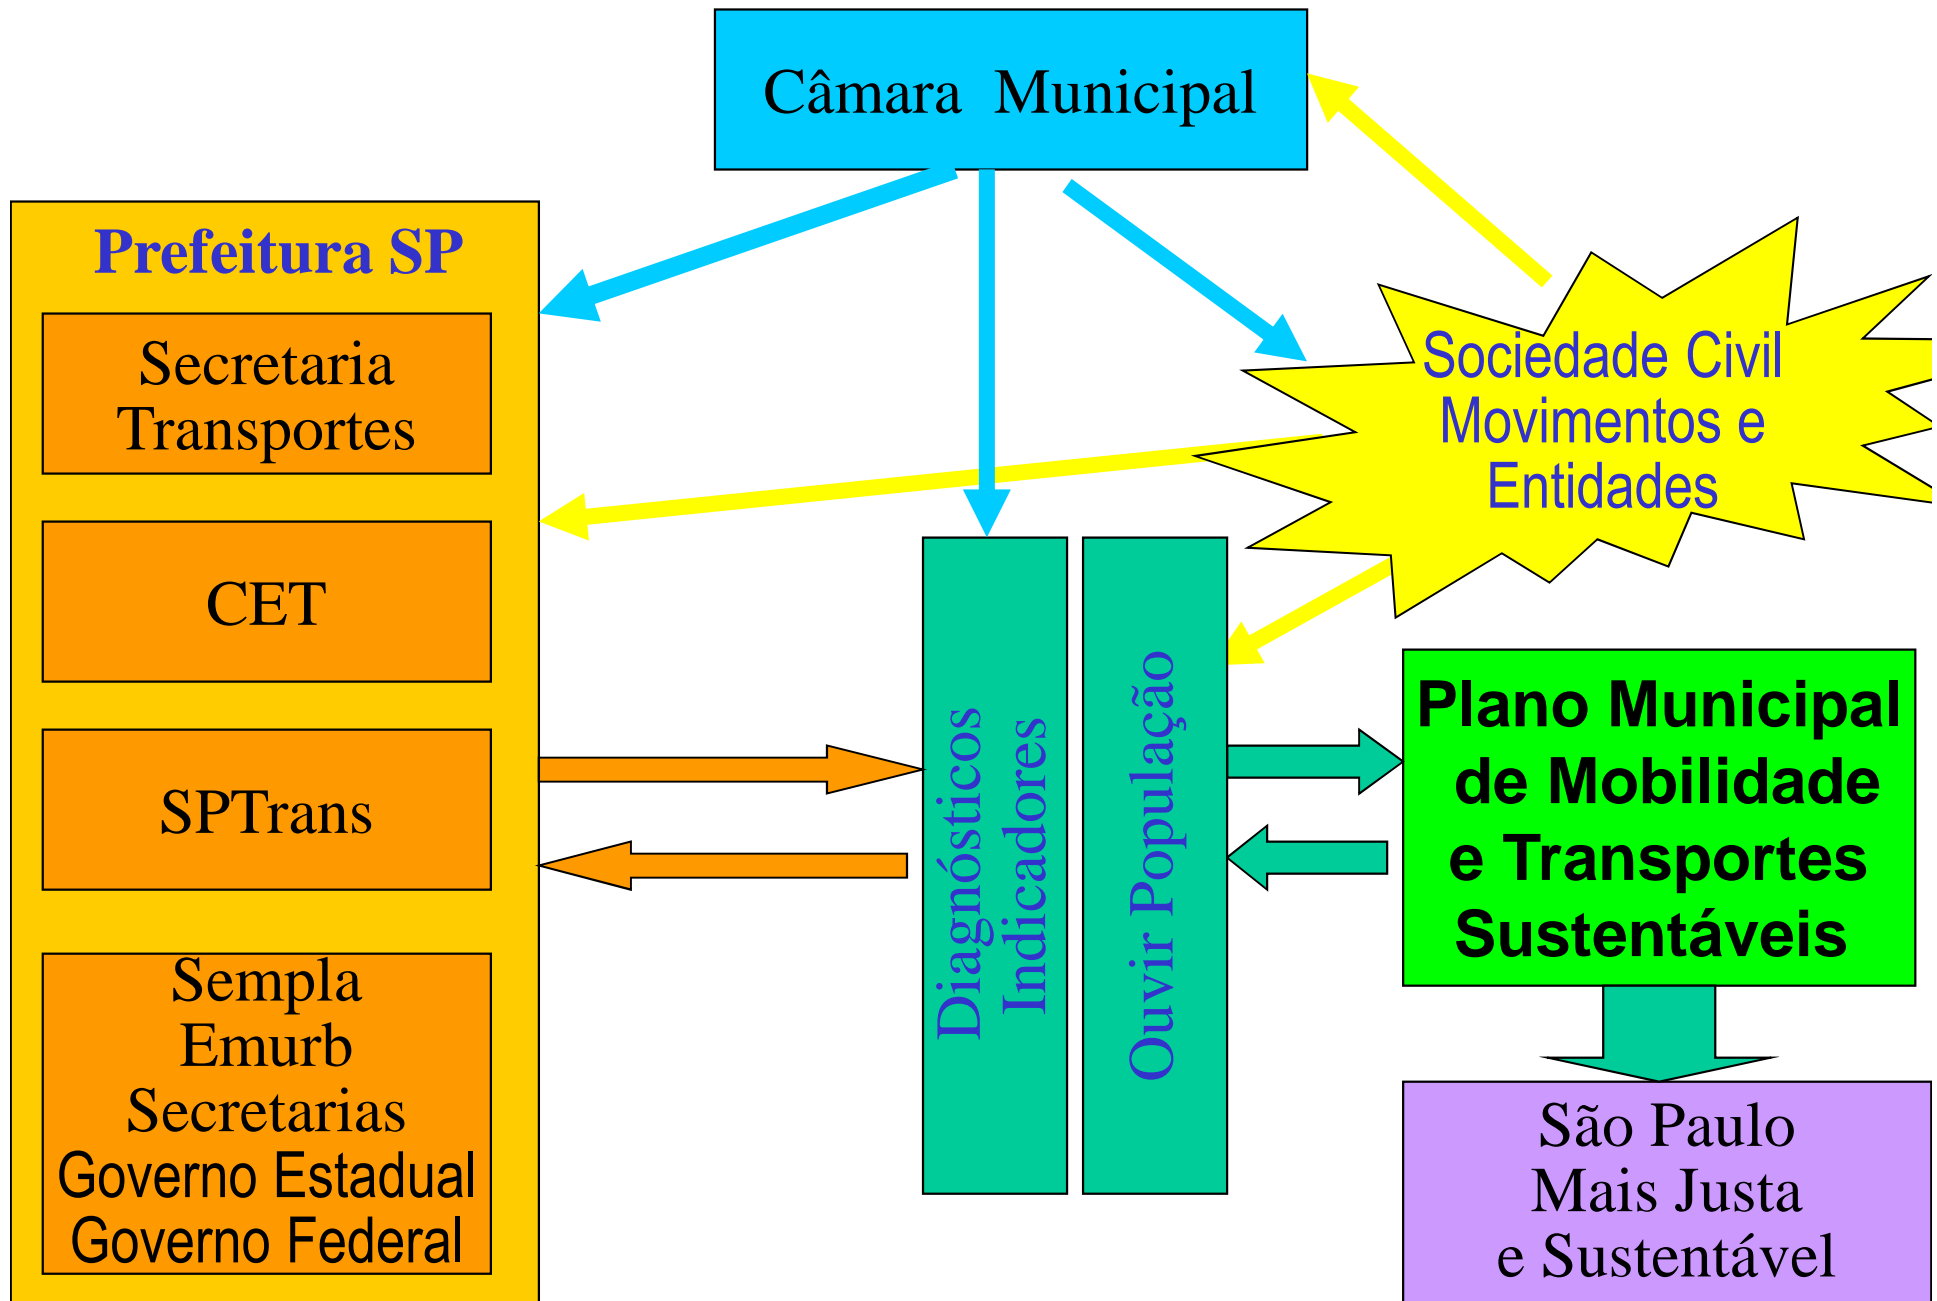 Câmara  Municipal
Prefeitura SP
Secretaria
Transportes
CET
SPTrans
Sempla
Emurb
Secretarias
Governo Estadual
Governo Federal
Diagnósticos
Indicadores
Ouvir População
Sociedade Civil
Movimentos e
Entidades
Plano Municipal
de Mobilidade
e Transportes
Sustentáveis
São Paulo
Mais Justa
e Sustentável